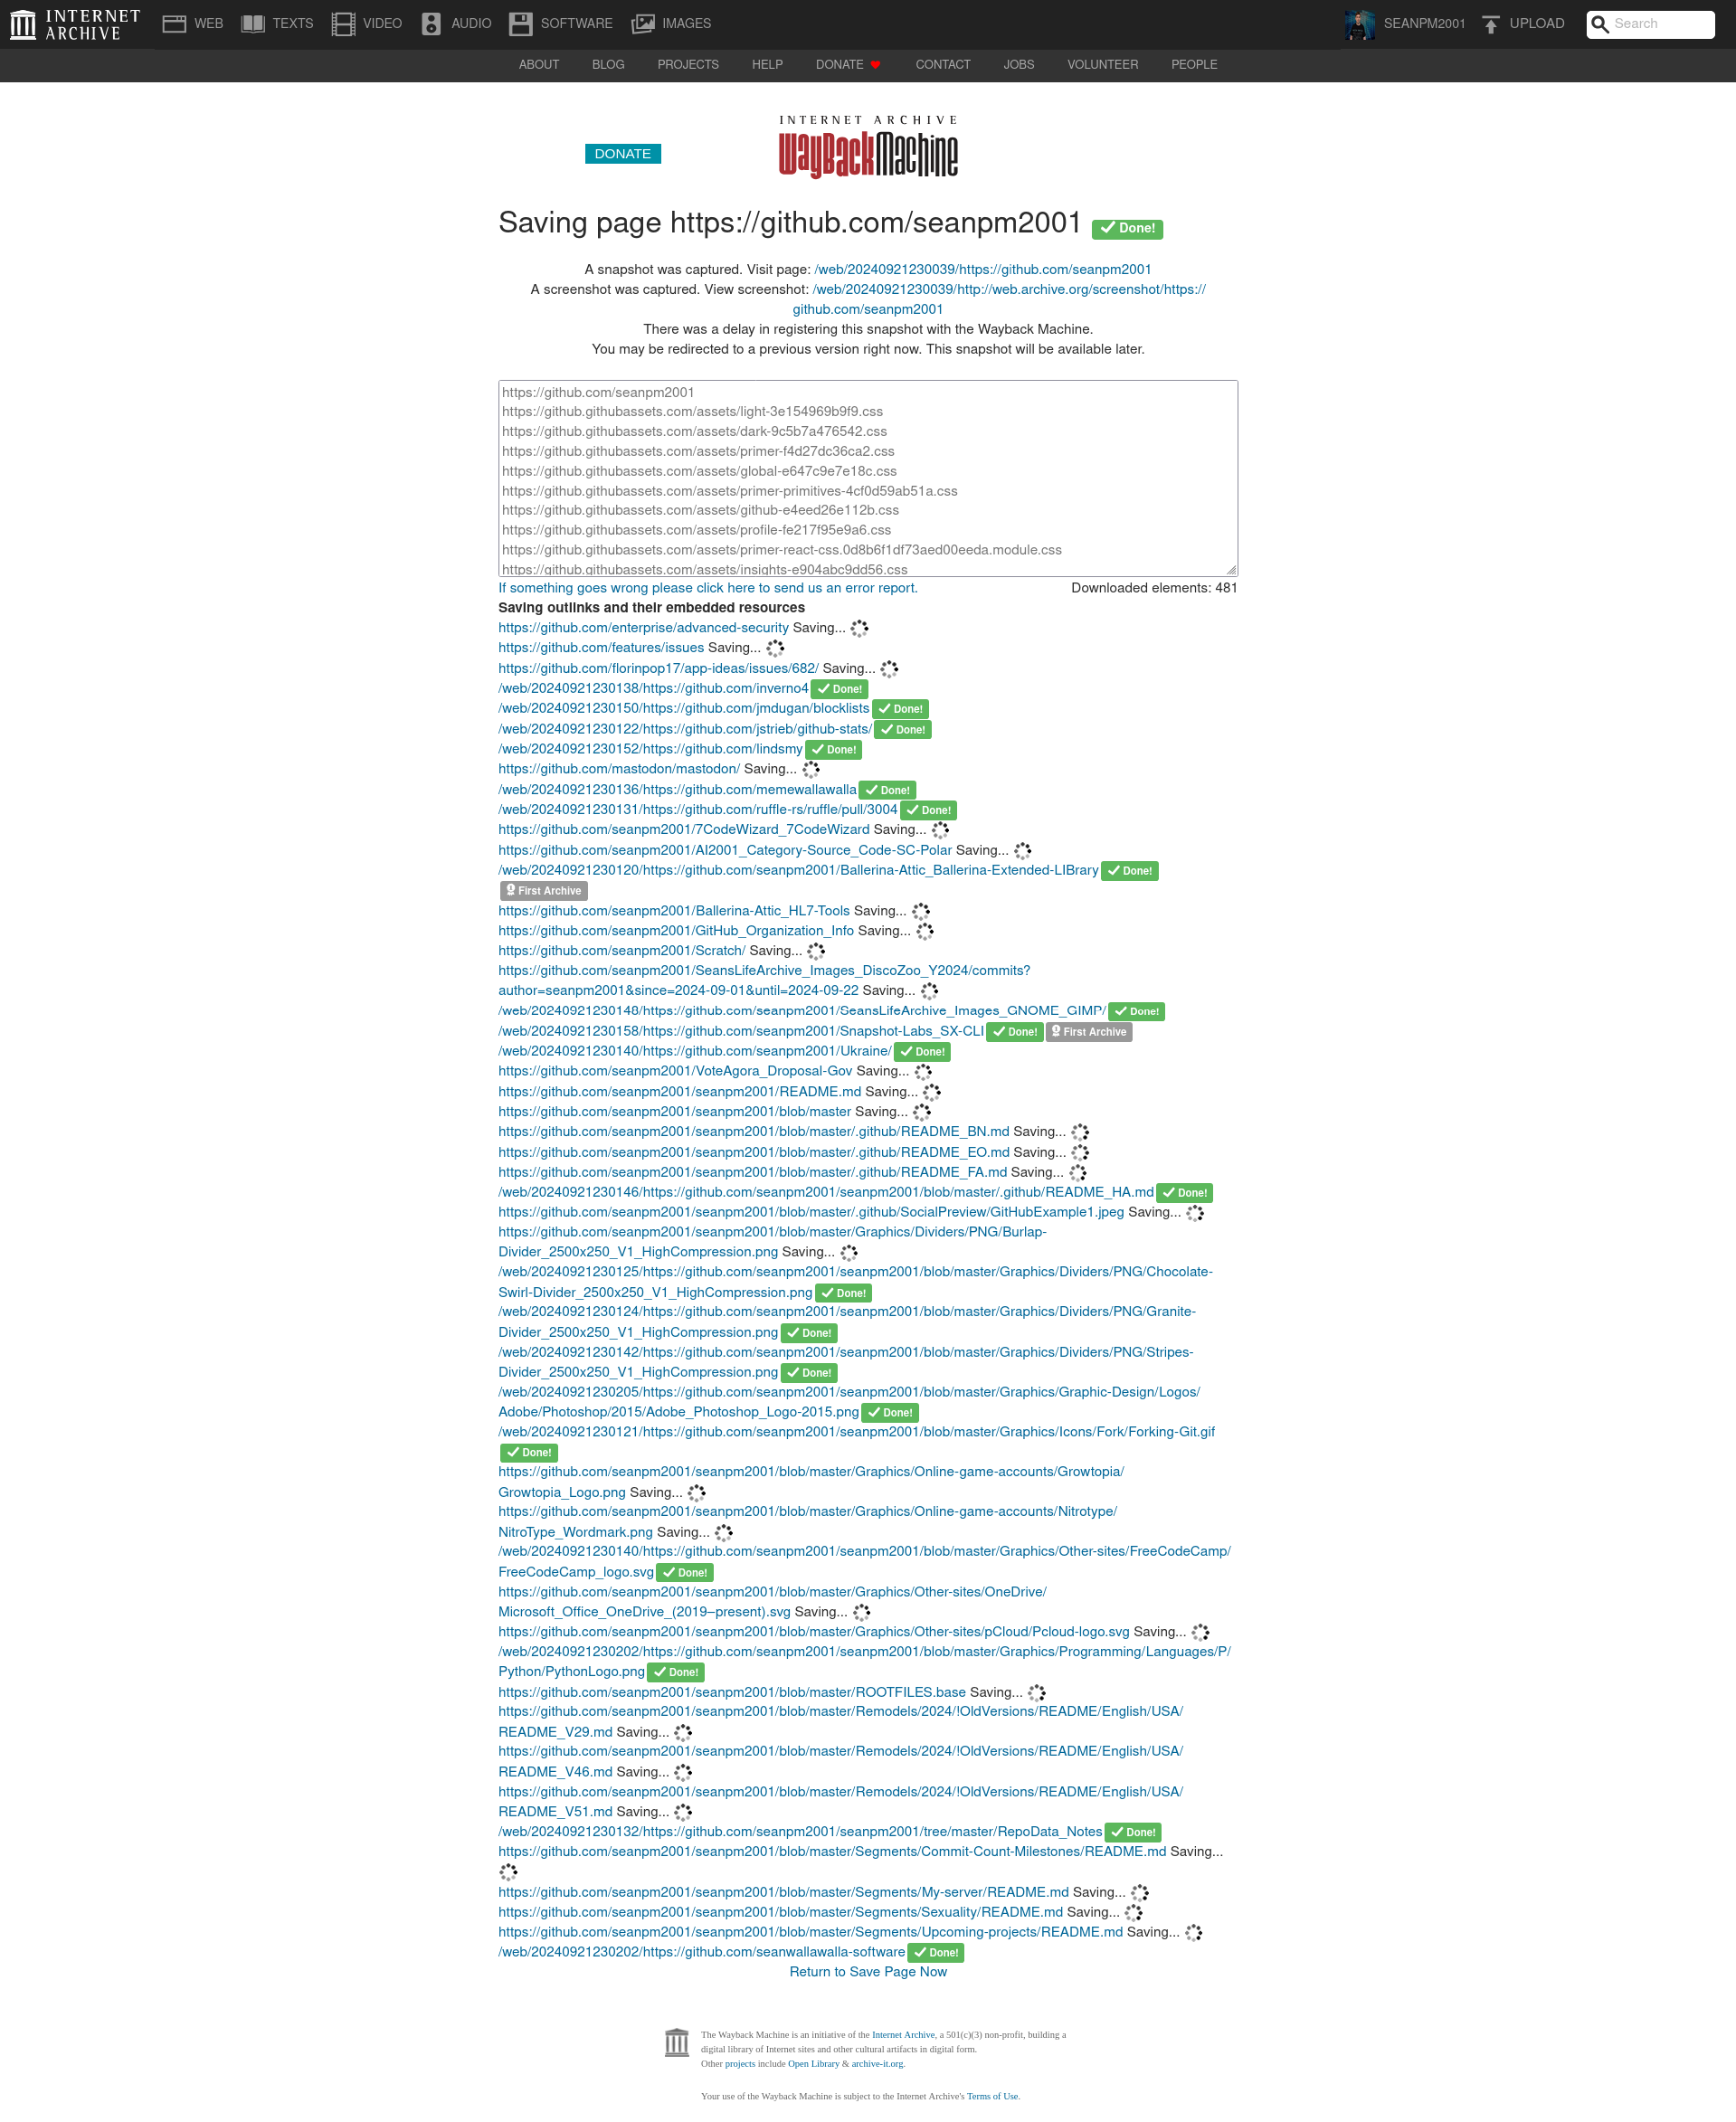 INTERNET ARCHIVE
WEB TEXTS VIDEO AUDIO SOFTWARE IMAGES SEANPM2001 UPLOAD Search
ABOUT BLOG PROJECTS HELP DONATE CONTACT JOBS VOLUNTEER PEOPLE
INTERNET ARCHIVE
WayBackMachine
DONATE
Saving page https://github.com/seanpm2001 Done!
A snapshot was captured. Visit page: /web/20240921230039/https://github.com/seanpm2001
A screenshot was captured. View screenshot: /web/20240921230039/http://web.archive.org/screenshot/https://
github.com/seanpm2001
There was a delay in registering this snapshot with the Wayback Machine.
You may be redirected to a previous version right now. This snapshot will be available later.
https://github.com/seanpm2001
https://github.githubassets.com/assets/light-3e154969b9f9.css
https://github.githubassets.com/assets/dark-9c5b7a476542.css
https://github.githubassets.com/assets/primer-f4d27dc36ca2.css
https://github.githubassets.com/assets/global-e647c9e7e18c.css
https://github.githubassets.com/assets/primer-primitives-4cf0d59ab51a.css
https://github.githubassets.com/assets/github-e4eed26e112b.css
https://github.githubassets.com/assets/profile-fe217f95e9a6.css
https://github.githubassets.com/assets/primer-react-css.0d8b6f1df73aed00eeda.module.css
https://github.githubassets.com/assets/insights-e904abc9dd56.css
If something goes wrong please click here to send us an error report. Downloaded elements: 481
Saving outlinks and their embedded resources
https://github.com/enterprise/advanced-security Saving...
https://github.com/features/issues Saving...
https://github.com/florinpop17/app-ideas/issues/682/ Saving...
/web/20240921230138/https://github.com/inverno4 Done!
/web/20240921230150/https://github.com/jmdugan/blocklists Done!
/web/20240921230122/https://github.com/jstrieb/github-stats/ Done!
/web/20240921230152/https://github.com/lindsmy Done!
https://github.com/mastodon/mastodon/ Saving...
/web/20240921230136/https://github.com/memewallawalla Done!
/web/20240921230131/https://github.com/ruffle-rs/ruffle/pull/3004 Done!
https://github.com/seanpm2001/7CodeWizard_7CodeWizard Saving...
https://github.com/seanpm2001/AI2001_Category-Source_Code-SC-Polar Saving...
/web/20240921230120/https://github.com/seanpm2001/Ballerina-Attic_Ballerina-Extended-LIBrary Done!
First Archive
https://github.com/seanpm2001/Ballerina-Attic_HL7-Tools Saving...
https://github.com/seanpm2001/GitHub_Organization_Info Saving...
https://github.com/seanpm2001/Scratch/ Saving...
https://github.com/seanpm2001/SeansLifeArchive_Images_DiscoZoo_Y2024/commits?
author=seanpm2001&since=2024-09-01&until=2024-09-22 Saving...
/web/20240921230148/https://github.com/seanpm2001/SeansLifeArchive_Images_GNOME_GIMP/ Done!
/web/20240921230158/https://github.com/seanpm2001/Snapshot-Labs_SX-CLI Done! First Archive
/web/20240921230140/https://github.com/seanpm2001/Ukraine/ Done!
https://github.com/seanpm2001/VoteAgora_Droposal-Gov Saving...
https://github.com/seanpm2001/seanpm2001/README.md Saving...
https://github.com/seanpm2001/seanpm2001/blob/master Saving...
https://github.com/seanpm2001/seanpm2001/blob/master/.github/README_BN.md Saving...
https://github.com/seanpm2001/seanpm2001/blob/master/.github/README_EO.md Saving...
https://github.com/seanpm2001/seanpm2001/blob/master/.github/README_FA.md Saving...
/web/20240921230146/https://github.com/seanpm2001/seanpm2001/blob/master/.github/README_HA.md Done!
https://github.com/seanpm2001/seanpm2001/blob/master/.github/SocialPreview/GitHubExample1.jpeg Saving...
https://github.com/seanpm2001/seanpm2001/blob/master/Graphics/Dividers/PNG/Burlap-
Divider_2500x250_V1_HighCompression.png Saving...
/web/20240921230125/https://github.com/seanpm2001/seanpm2001/blob/master/Graphics/Dividers/PNG/Chocolate-
Swirl-Divider_2500x250_V1_HighCompression.png Done!
/web/20240921230124/https://github.com/seanpm2001/seanpm2001/blob/master/Graphics/Dividers/PNG/Granite-
Divider_2500x250_V1_HighCompression.png Done!
/web/20240921230142/https://github.com/seanpm2001/seanpm2001/blob/master/Graphics/Dividers/PNG/Stripes-
Divider_2500x250_V1_HighCompression.png Done!
/web/20240921230205/https://github.com/seanpm2001/seanpm2001/blob/master/Graphics/Graphic-Design/Logos/
Adobe/Photoshop/2015/Adobe_Photoshop_Logo-2015.png Done!
/web/20240921230121/https://github.com/seanpm2001/seanpm2001/blob/master/Graphics/Icons/Fork/Forking-Git.gif
Done!
https://github.com/seanpm2001/seanpm2001/blob/master/Graphics/Online-game-accounts/Growtopia/
Growtopia_Logo.png Saving...
https://github.com/seanpm2001/seanpm2001/blob/master/Graphics/Online-game-accounts/Nitrotype/
NitroType_Wordmark.png Saving...
/web/20240921230140/https://github.com/seanpm2001/seanpm2001/blob/master/Graphics/Other-sites/FreeCodeCamp/
FreeCodeCamp_logo.svg Done!
https://github.com/seanpm2001/seanpm2001/blob/master/Graphics/Other-sites/OneDrive/
Microsoft_Office_OneDrive_(2019–present).svg Saving...
https://github.com/seanpm2001/seanpm2001/blob/master/Graphics/Other-sites/pCloud/Pcloud-logo.svg Saving...
/web/20240921230202/https://github.com/seanpm2001/seanpm2001/blob/master/Graphics/Programming/Languages/P/
Python/PythonLogo.png Done!
https://github.com/seanpm2001/seanpm2001/blob/master/ROOTFILES.base Saving...
https://github.com/seanpm2001/seanpm2001/blob/master/Remodels/2024/!OldVersions/README/English/USA/
README_V29.md Saving...
https://github.com/seanpm2001/seanpm2001/blob/master/Remodels/2024/!OldVersions/README/English/USA/
README_V46.md Saving...
https://github.com/seanpm2001/seanpm2001/blob/master/Remodels/2024/!OldVersions/README/English/USA/
README_V51.md Saving...
/web/20240921230132/https://github.com/seanpm2001/seanpm2001/tree/master/RepoData_Notes Done!
https://github.com/seanpm2001/seanpm2001/blob/master/Segments/Commit-Count-Milestones/README.md Saving...
https://github.com/seanpm2001/seanpm2001/blob/master/Segments/My-server/README.md Saving...
https://github.com/seanpm2001/seanpm2001/blob/master/Segments/Sexuality/README.md Saving...
https://github.com/seanpm2001/seanpm2001/blob/master/Segments/Upcoming-projects/README.md Saving...
/web/20240921230202/https://github.com/seanwallawalla-software Done!
Return to Save Page Now
The Wayback Machine is an initiative of the Internet Archive, a 501(c)(3) non-profit, building a
digital library of Internet sites and other cultural artifacts in digital form.
Other projects include Open Library & archive-it.org.
Your use of the Wayback Machine is subject to the Internet Archive's Terms of Use.